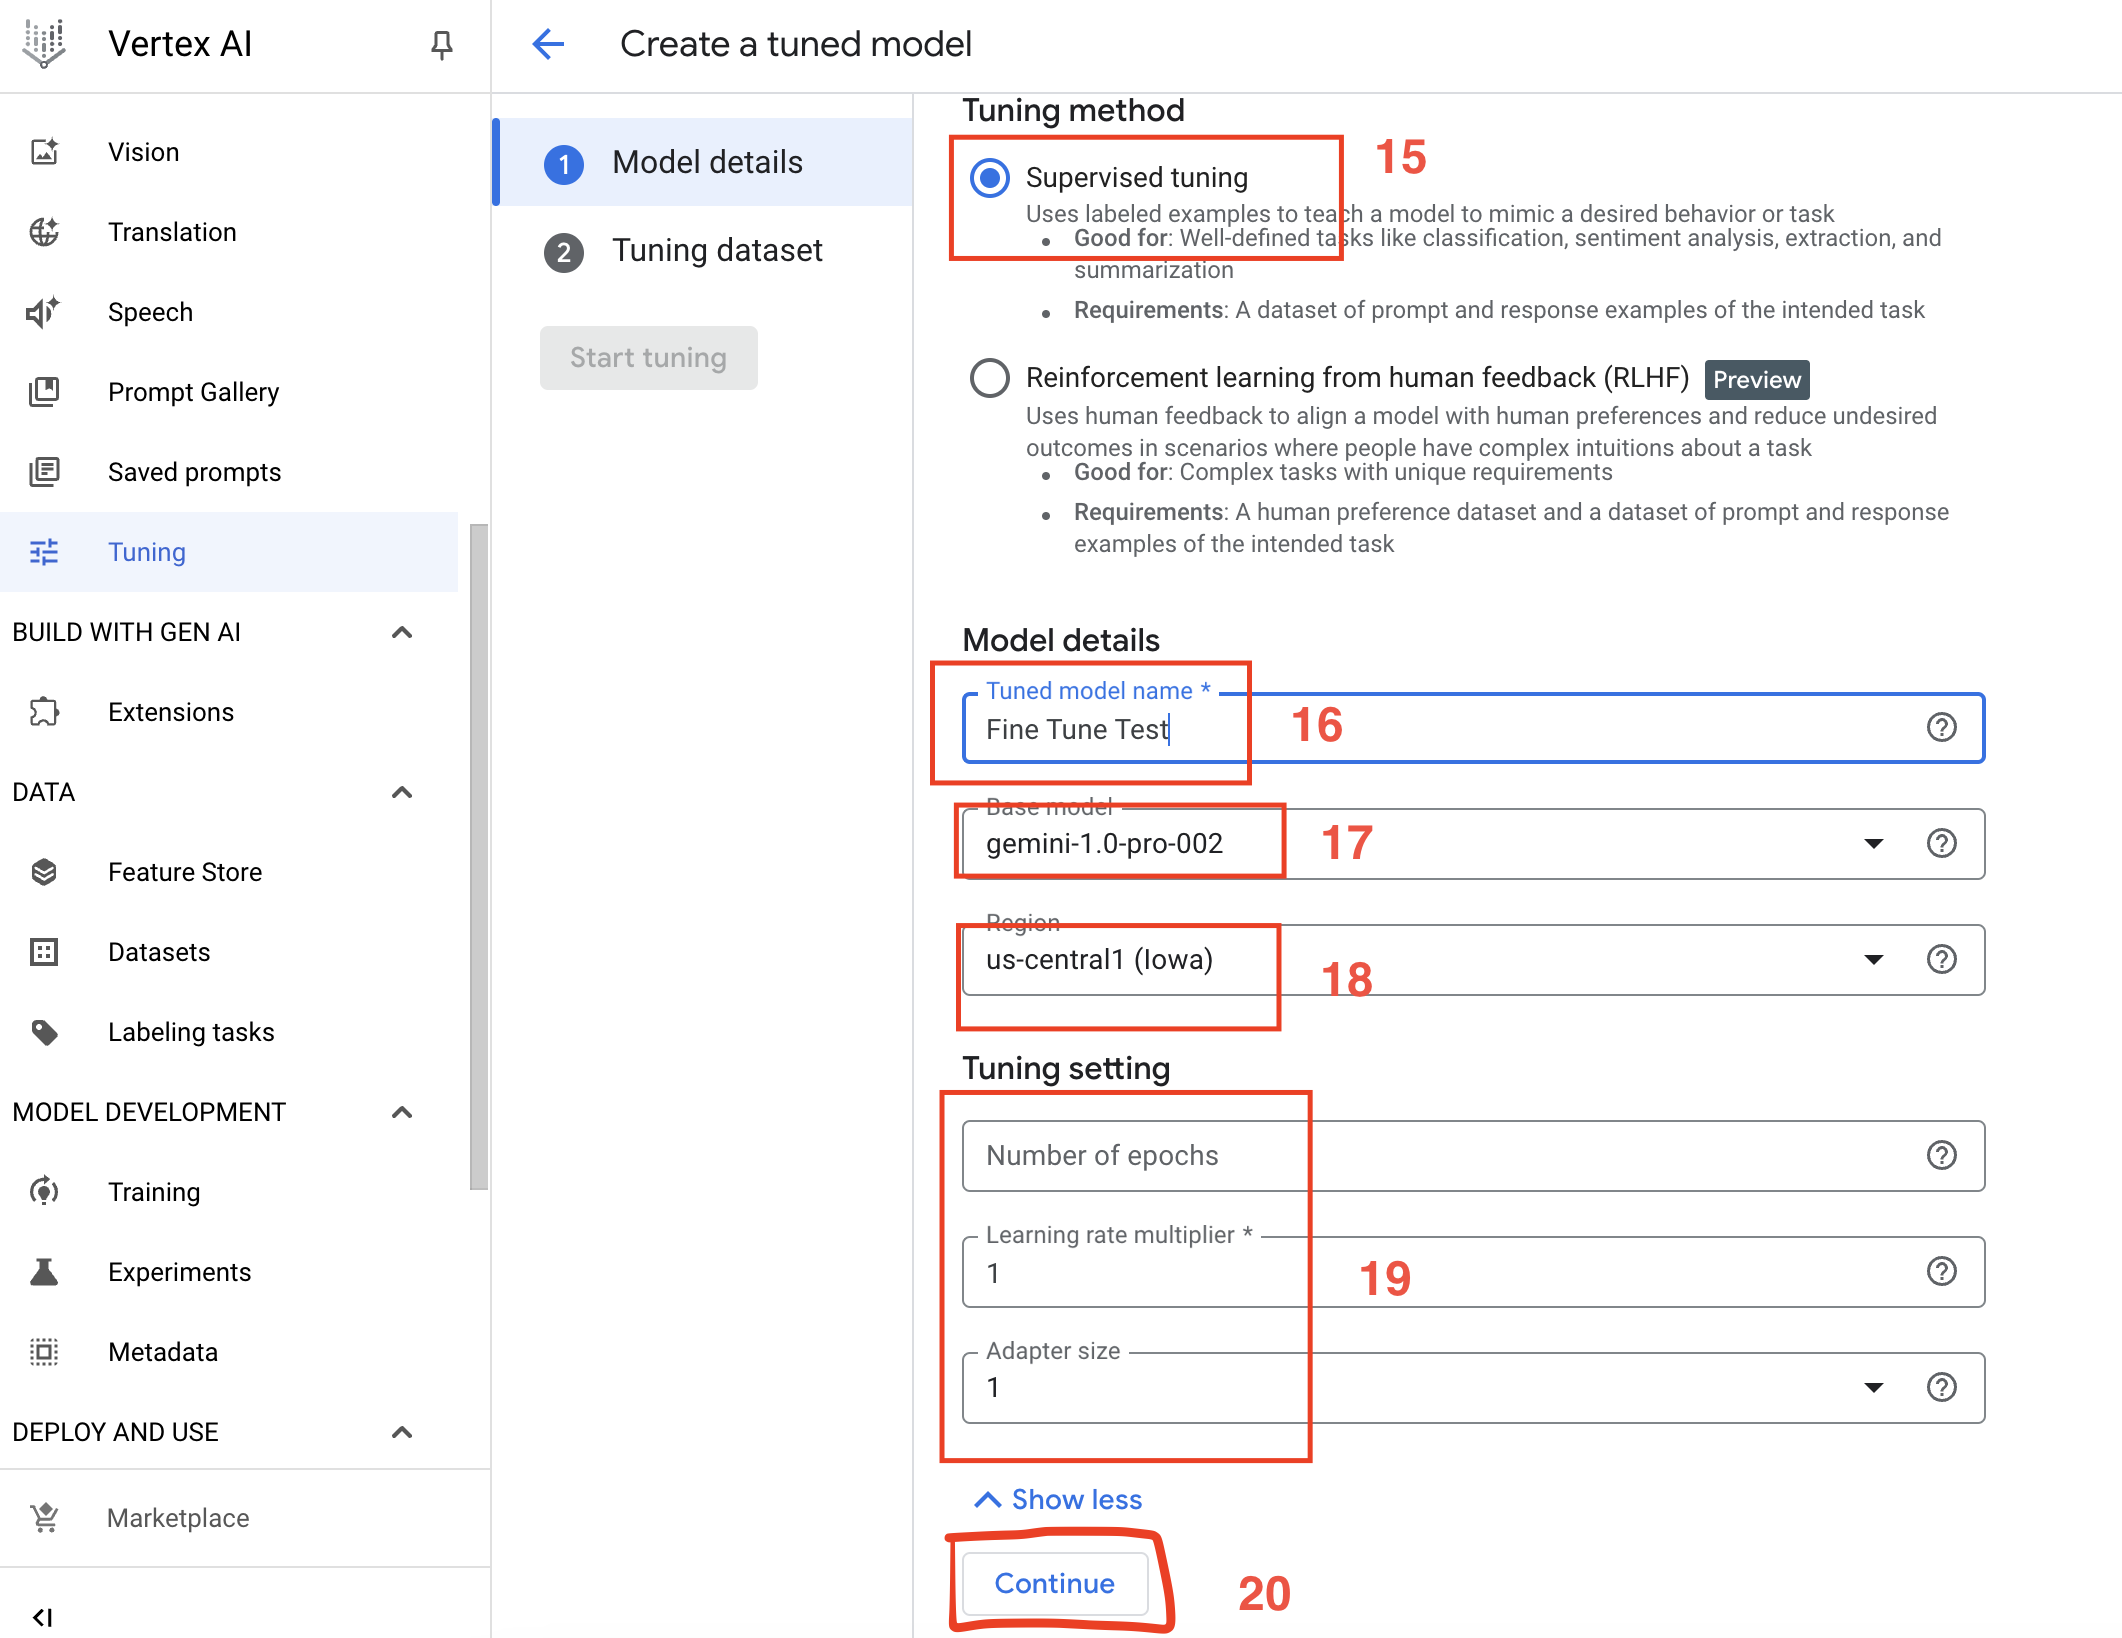 Vertex AI
Create a tuned model
Vision
Translation
Speech
Prompt Gallery
Saved prompts
Tuning
BUILD WITH GEN AI
Extensions
DATA
Feature Store
Datasets
Labeling tasks
MODEL DEVELOPMENT
Training
Experiments
Metadata
DEPLOY AND USE
Marketplace
1 Model details
2 Tuning dataset
Start tuning
Tuning method
15
Supervised tuning
Uses labeled examples to teach a model to mimic a desired behavior or task
• Good for: Well-defined tasks like classification, sentiment analysis, extraction, and
summarization
• Requirements: A dataset of prompt and response examples of the intended task
Reinforcement learning from human feedback (RLHF) Preview
Uses human feedback to align a model with human preferences and reduce undesired
outcomes in scenarios where people have complex intuitions about a task
• Good for: Complex tasks with unique requirements
• Requirements: A human preference dataset and a dataset of prompt and response
examples of the intended task
Model details
Tuned model name *
Fine Tune Test
16
Base model
gemini-1.0-pro-002
17
Region
us-central1 (Iowa)
18
Tuning setting
Number of epochs
Learning rate multiplier *
1
19
Adapter size
1
Show less
Continue
20